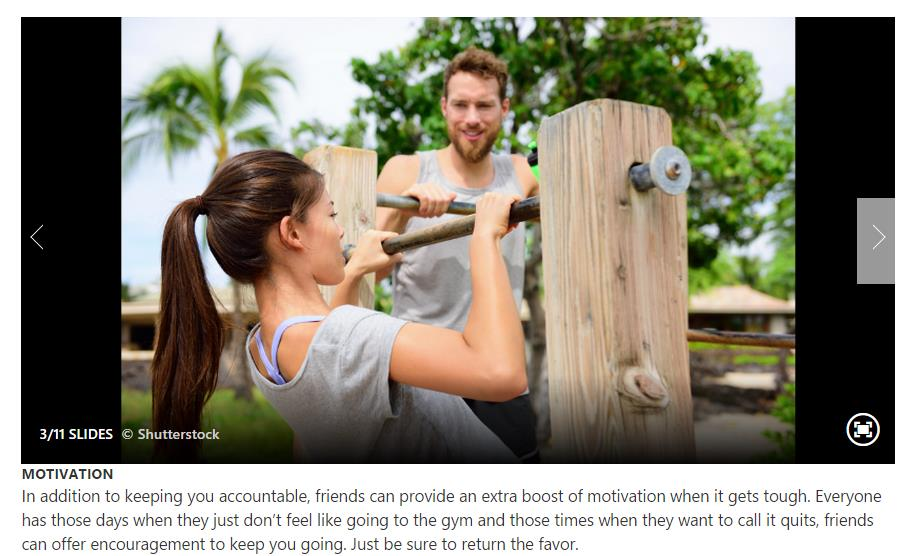 3/11 SLIDES © Shutterstock
MOTIVATION
In addition to keeping you accountable, friends can provide an extra boost of motivation when it gets tough. Everyone
has those days when they just don’t feel like going to the gym and those times when they want to call it quits, friends
can offer encouragement to keep you going. Just be sure to return the favor.